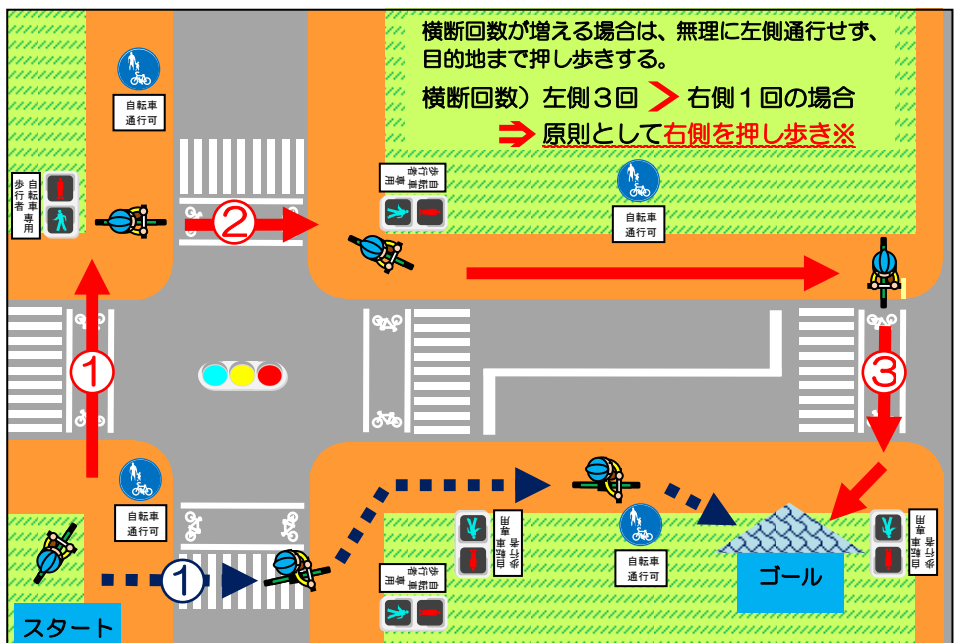 横断回数が増える場合は、無理に左側通行せず、
目的地まで押し歩きする。
横断回数）左側３回 ＞ 右側１回の場合
⇒ 原則として右側を押し歩き※
自転車
通行可
歩行者
自転車
専用
②
歩行者
自転車
専用
自転車
通行可
①
③
自転車
通行可
歩行者
自転車
専用
自転車
通行可
歩行者
自転車
専用
①
歩行者
自転車
専用
ゴール
スタート